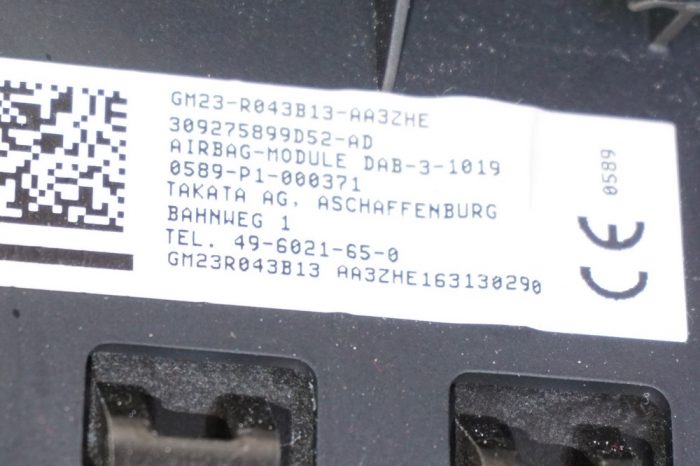 GM23-R043B13-AA3ZHE
309275899D52-AD
AIRBAG-MODULE DAB-3-1019
0589-P1-000371
TAKATA AG, ASCHAFFENBURG
BAHNWEG 1
TEL. 49-6021-65-0
GM23R043B13 AA3ZHE163130290
CE 0589